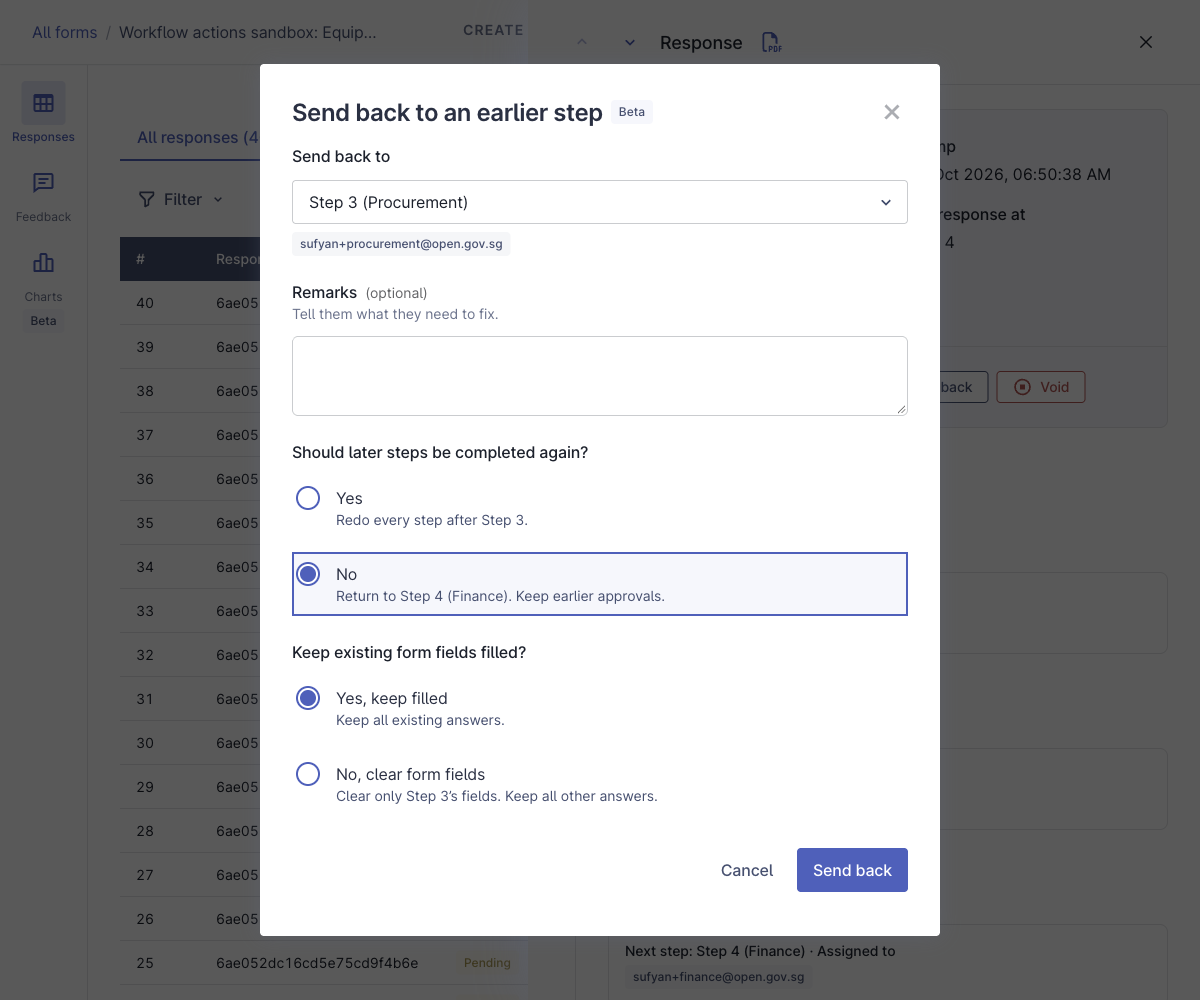 All forms / Workflow actions sandbox: Equip...
CREATE
Response
PDF
Responses
Feedback
Charts
Beta
All responses (4
Filter
# Respo
40 6ae05
39 6ae05
38 6ae05
37 6ae05
36 6ae05
35 6ae05
34 6ae05
33 6ae05
32 6ae05
31 6ae05
30 6ae05
29 6ae05
28 6ae05
27 6ae05
26 6ae05
25 6ae052dc16cd5e75cd9f4b6e Pending
Send back to an earlier step Beta
Send back to
Step 3 (Procurement)
sufyan+procurement@open.gov.sg
Remarks (optional)
Tell them what they need to fix.
Should later steps be completed again?
Yes
Redo every step after Step 3.
No
Return to Step 4 (Finance). Keep earlier approvals.
Keep existing form fields filled?
Yes, keep filled
Keep all existing answers.
No, clear form fields
Clear only Step 3’s fields. Keep all other answers.
Cancel
Send back
mp
Oct 2026, 06:50:38 AM
response at
4
back
Void
Next step: Step 4 (Finance) · Assigned to
sufyan+finance@open.gov.sg